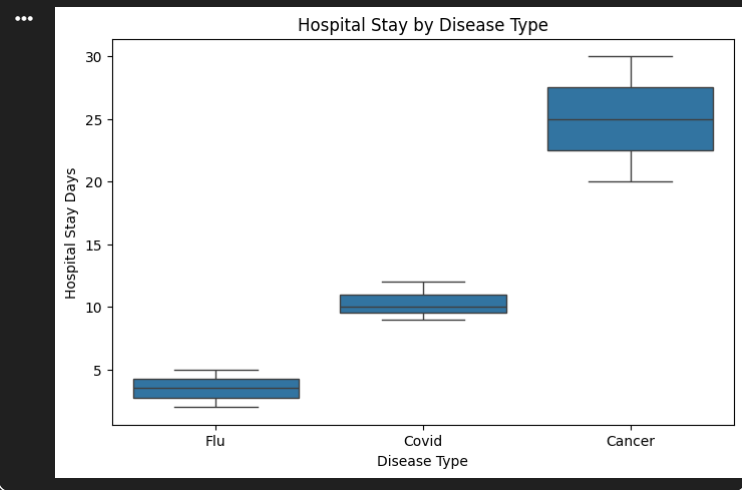 Hospital Stay by Disease Type
30
25
20
15
10
5
Hospital Stay Days
Flu Covid Cancer
Disease Type